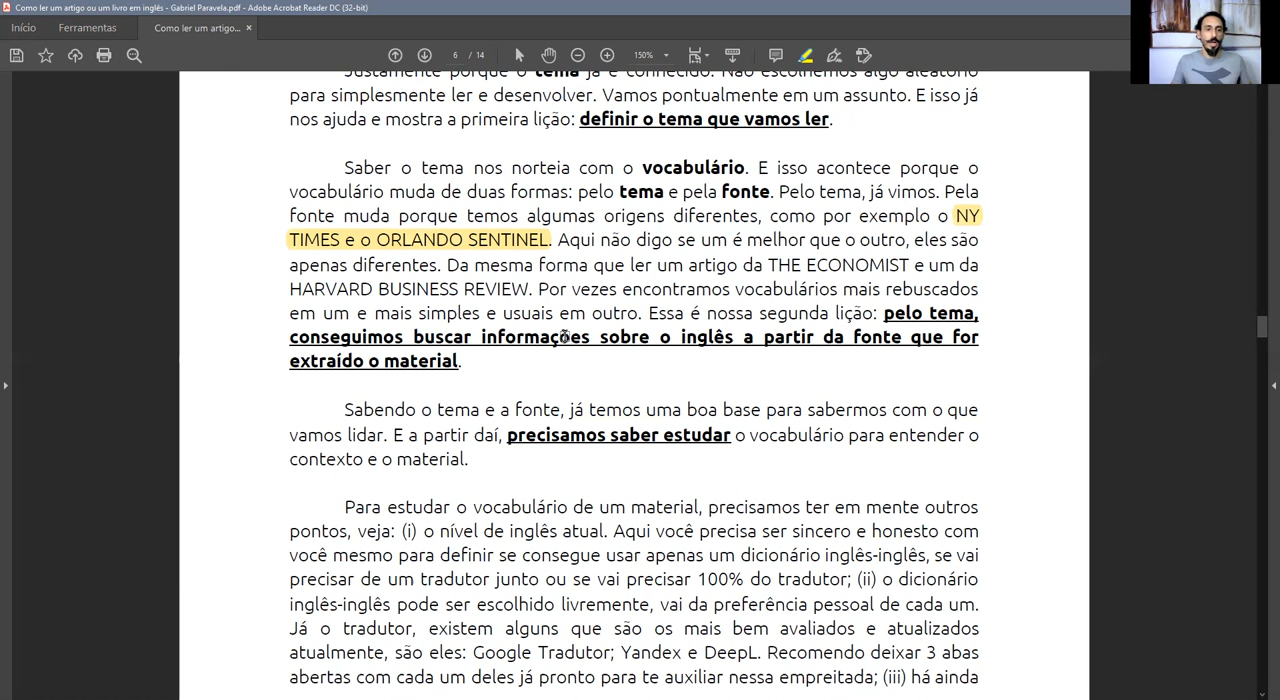 Como ler um artigo ou um livro em inglês - Gabriel Paravela.pdf - Adobe Acrobat Reader DC (32-bit)
Início Ferramentas Como ler um artigo... ×
6 / 14 150%
Justamente porque o tema já é conhecido. Não escolhemos algo aleatório
para simplesmente ler e desenvolver. Vamos pontualmente em um assunto. E isso já
nos ajuda e mostra a primeira lição: definir o tema que vamos ler.
Saber o tema nos norteia com o vocabulário. E isso acontece porque o
vocabulário muda de duas formas: pelo tema e pela fonte. Pelo tema, já vimos. Pela
fonte muda porque temos algumas origens diferentes, como por exemplo o NY
TIMES e o ORLANDO SENTINEL. Aqui não digo se um é melhor que o outro, eles são
apenas diferentes. Da mesma forma que ler um artigo da THE ECONOMIST e um da
HARVARD BUSINESS REVIEW. Por vezes encontramos vocabulários mais rebuscados
em um e mais simples e usuais em outro. Essa é nossa segunda lição: pelo tema,
conseguimos buscar informações sobre o inglês a partir da fonte que for
extraído o material.
Sabendo o tema e a fonte, já temos uma boa base para sabermos com o que
vamos lidar. E a partir daí, precisamos saber estudar o vocabulário para entender o
contexto e o material.
Para estudar o vocabulário de um material, precisamos ter em mente outros
pontos, veja: (i) o nível de inglês atual. Aqui você precisa ser sincero e honesto com
você mesmo para definir se consegue usar apenas um dicionário inglês-inglês, se vai
precisar de um tradutor junto ou se vai precisar 100% do tradutor; (ii) o dicionário
inglês-inglês pode ser escolhido livremente, vai da preferência pessoal de cada um.
Já o tradutor, existem alguns que são os mais bem avaliados e atualizados
atualmente, são eles: Google Tradutor; Yandex e DeepL. Recomendo deixar 3 abas
abertas com cada um deles já pronto para te auxiliar nessa empreitada; (iii) há ainda